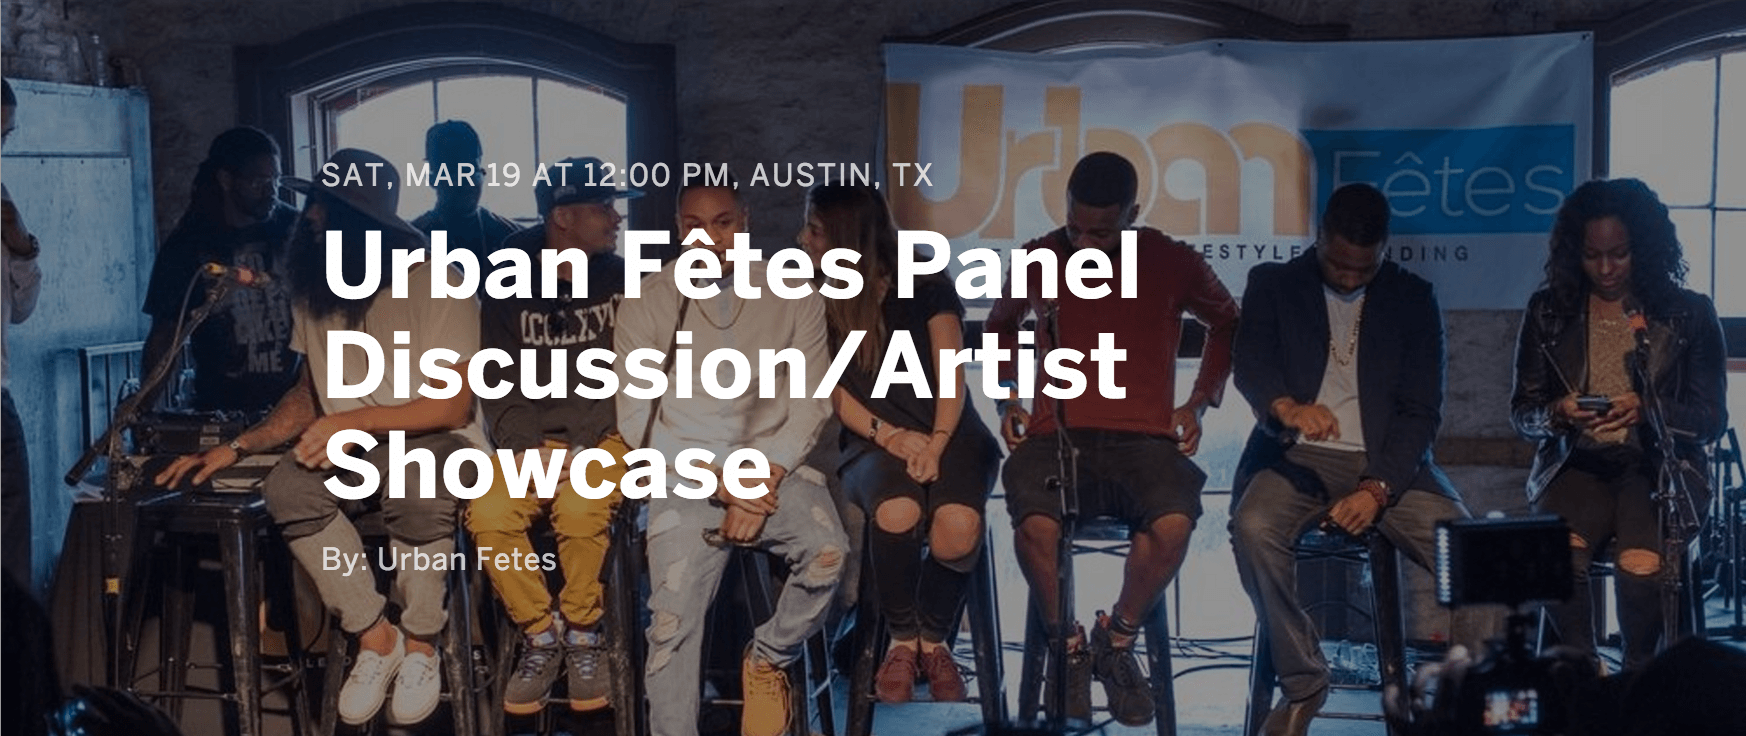 Urban Fêtes
SAT, MAR 19 AT 12:00 PM, AUSTIN, TX
Urban Fêtes Panel
Discussion/Artist
Showcase
By: Urban Fetes